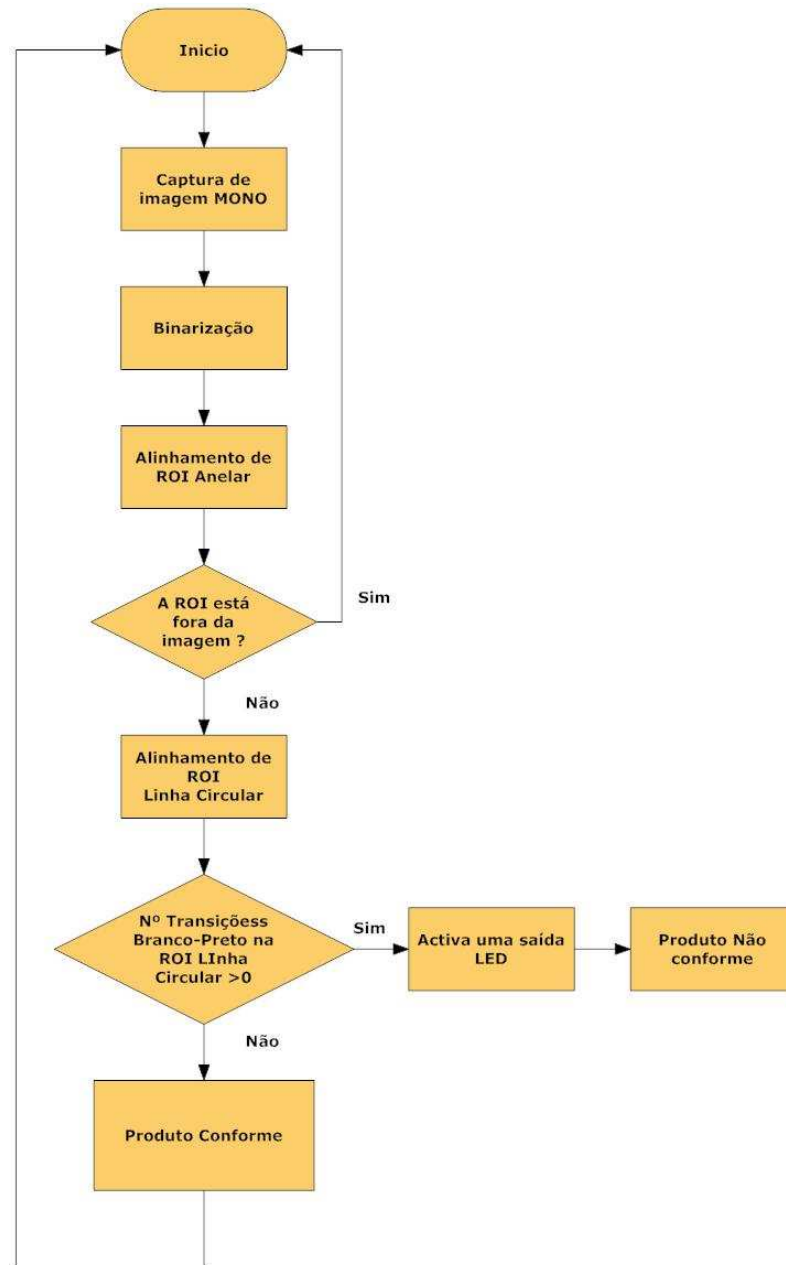 Inicio
Captura de
imagem MONO
Binarização
Alinhamento de
ROI Anelar
A ROI está
fora da
imagem ?
Sim
Não
Alinhamento de
ROI
Linha Circular
Nº Transiçõess
Branco-Preto na
ROI LInha
Circular >0
Sim
Activa uma saída
LED
Produto Não
conforme
Não
Produto Conforme